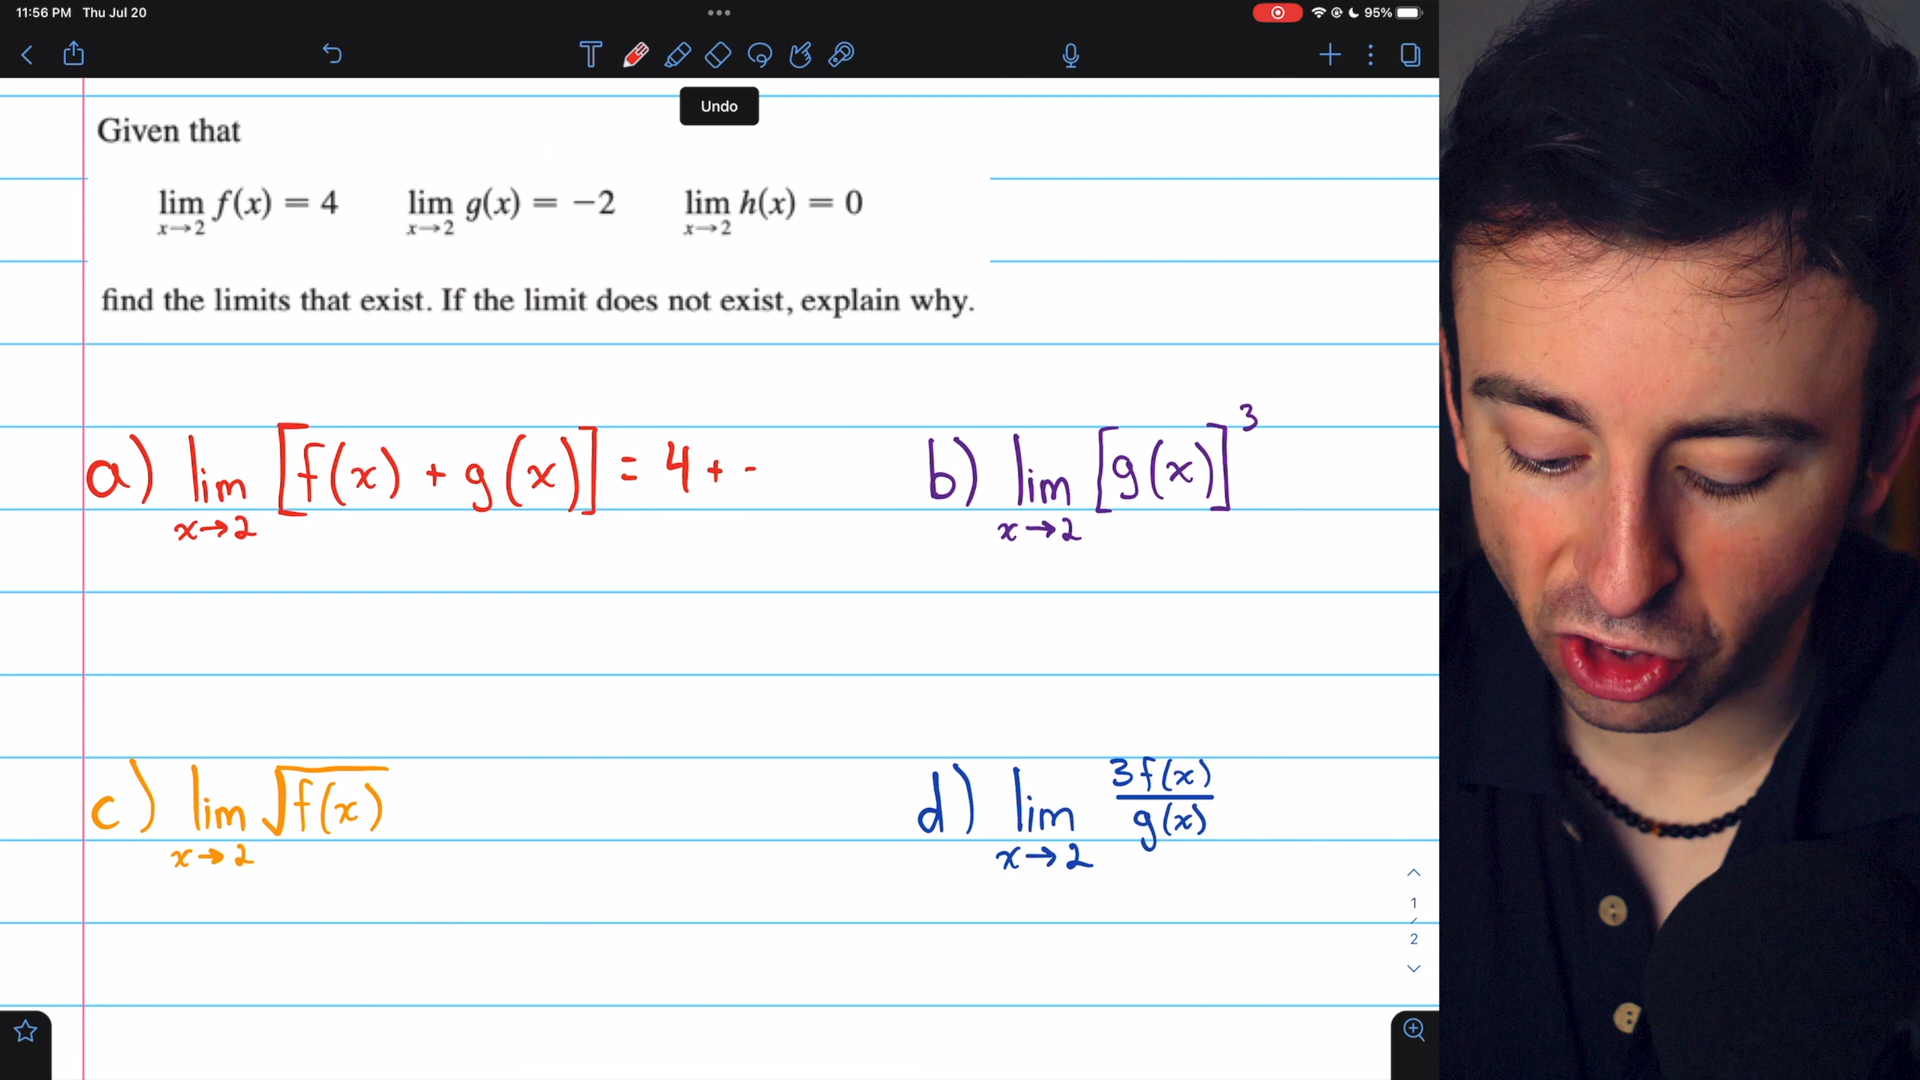 11:56 PM Thu Jul 20
95%
T
Undo
Given that
lim f(x) = 4 lim g(x) = −2 lim h(x) = 0
x→2 x→2 x→2
find the limits that exist. If the limit does not exist, explain why.
a) lim [f(x) + g(x)] = 4 + -
x→2
b) lim [g(x)]³
x→2
c) lim √f(x)
x→2
d) lim 3f(x)/g(x)
x→2
1
/
2